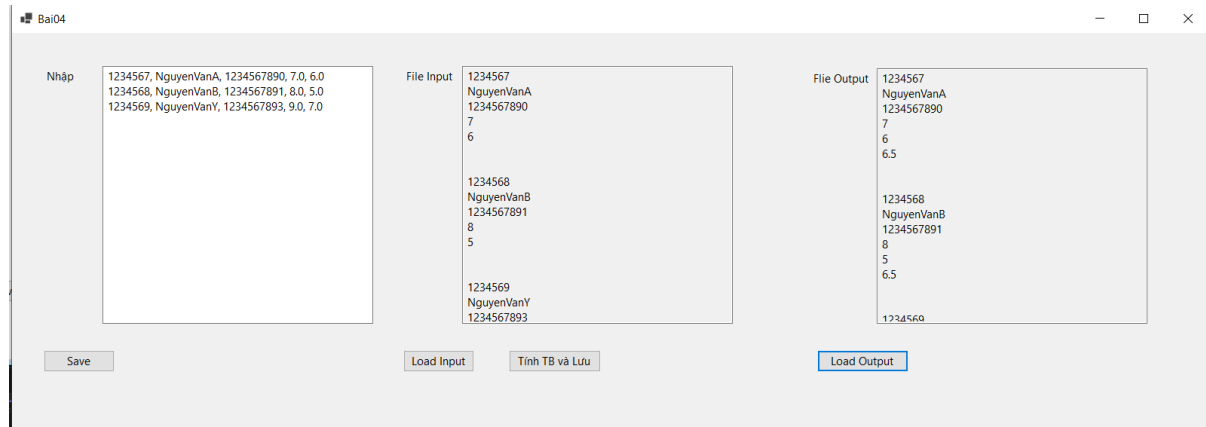 Bai04
Nhập
1234567, NguyenVanA, 1234567890, 7.0, 6.0
1234568, NguyenVanB, 1234567891, 8.0, 5.0
1234569, NguyenVanY, 1234567893, 9.0, 7.0
File Input
1234567
NguyenVanA
1234567890
7
6
1234568
NguyenVanB
1234567891
8
5
1234569
NguyenVanY
1234567893
Flie Output
1234567
NguyenVanA
1234567890
7
6
6.5
1234568
NguyenVanB
1234567891
8
5
6.5
1234569
Save
Load Input
Tính TB và Lưu
Load Output